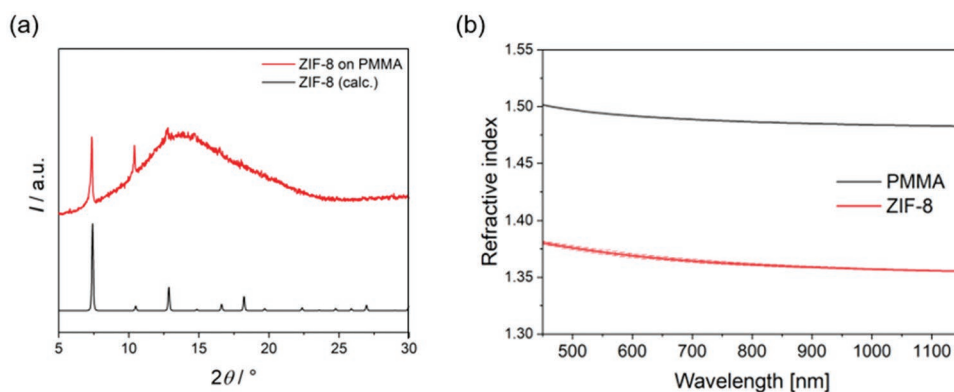 (a)
ZIF-8 on PMMA
ZIF-8 (calc.)
I / a.u.
5
10
15
20
25
30
2θ / °
(b)
1.55
1.50
1.45
1.40
1.35
1.30
Refractive index
PMMA
ZIF-8
500
600
700
800
900
1000
1100
Wavelength [nm]